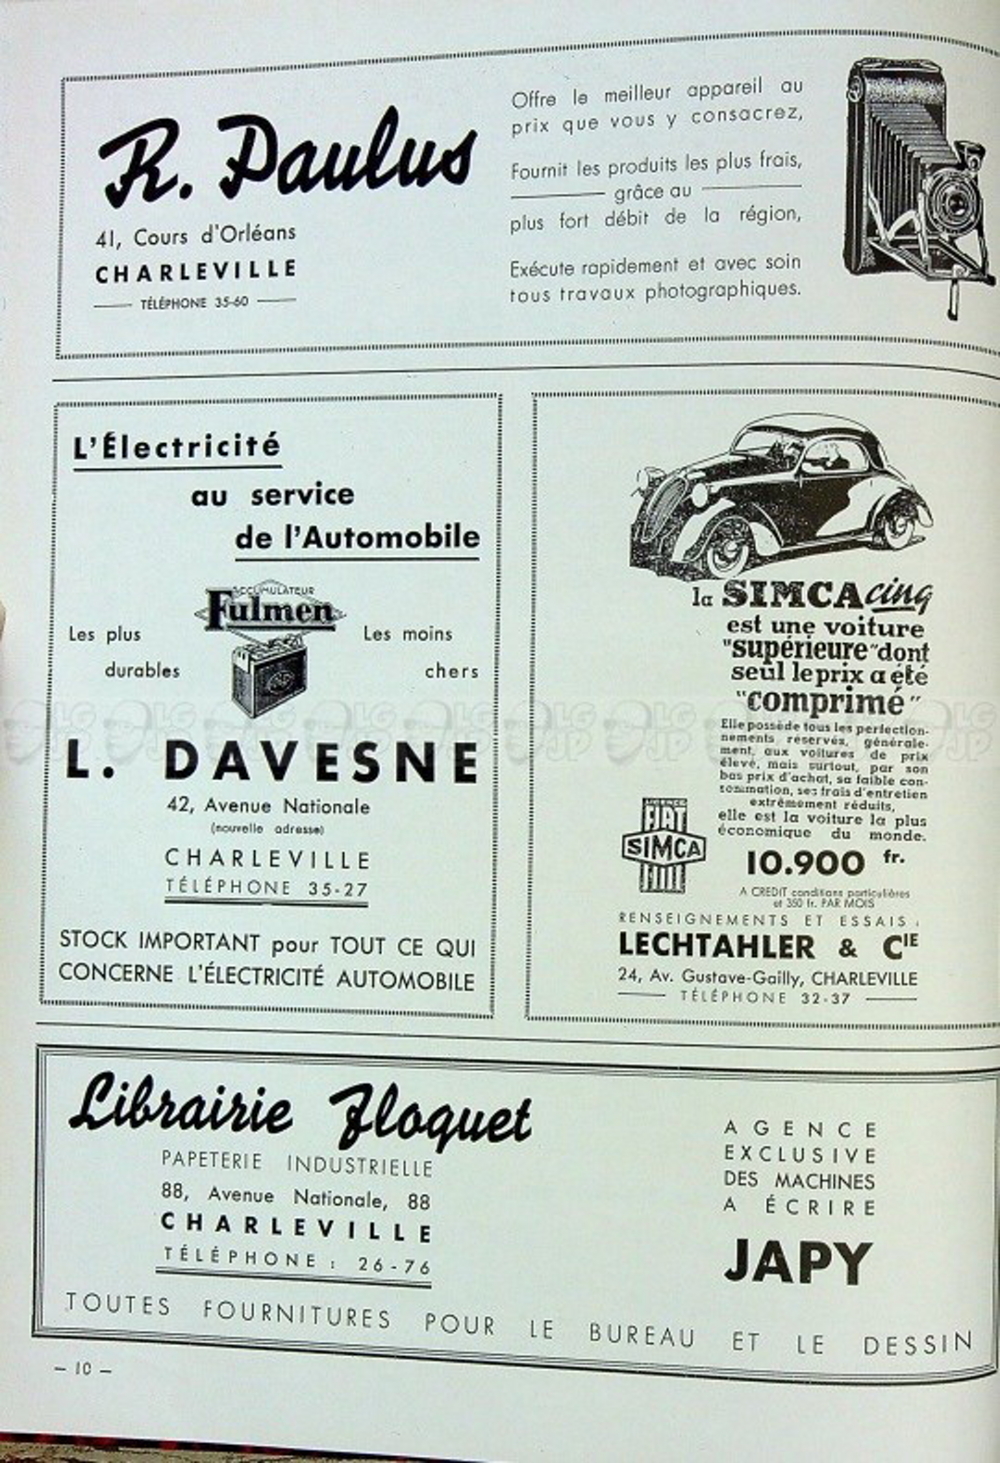 R. Paulus
41, Cours d'Orléans
CHARLEVILLE
TÉLÉPHONE 35-60
Offre le meilleur appareil au
prix que vous y consacrez,
Fournit les produits les plus frais,
grâce au
plus fort débit de la région,
Exécute rapidement et avec soin
tous travaux photographiques.
L'Électricité
au service
de l'Automobile
ACCUMULATEUR
Fulmen
Les plus
durables
Les moins
chers
L. DAVESNE
42, Avenue Nationale
(nouvelle adresse)
CHARLEVILLE
TÉLÉPHONE 35-27
STOCK IMPORTANT pour TOUT CE QUI
CONCERNE L'ÉLECTRICITÉ AUTOMOBILE
la SIMCA cinq
est une voiture
"supérieure" dont
seul le prix a été
"comprimé"
Elle possède tous les perfection-
nements réservés, générale-
ment, aux voitures de prix
élevé, mais surtout, par son
bas prix d'achat, sa faible con-
sommation, ses frais d'entretien
extrêmement réduits,
elle est la voiture la plus
économique du monde.
FIAT
SIMCA
10.900 fr.
A CREDIT conditions particulières
et 350 fr. PAR MOIS
RENSEIGNEMENTS ET ESSAIS :
LECHTAHLER & CIE
24, Av. Gustave-Gailly, CHARLEVILLE
TÉLÉPHONE 32-37
Librairie Floquet
PAPETERIE INDUSTRIELLE
88, Avenue Nationale, 88
CHARLEVILLE
TÉLÉPHONE : 26-76
AGENCE
EXCLUSIVE
DES MACHINES
A ÉCRIRE
JAPY
TOUTES FOURNITURES POUR LE BUREAU ET LE DESSIN
— 10 —